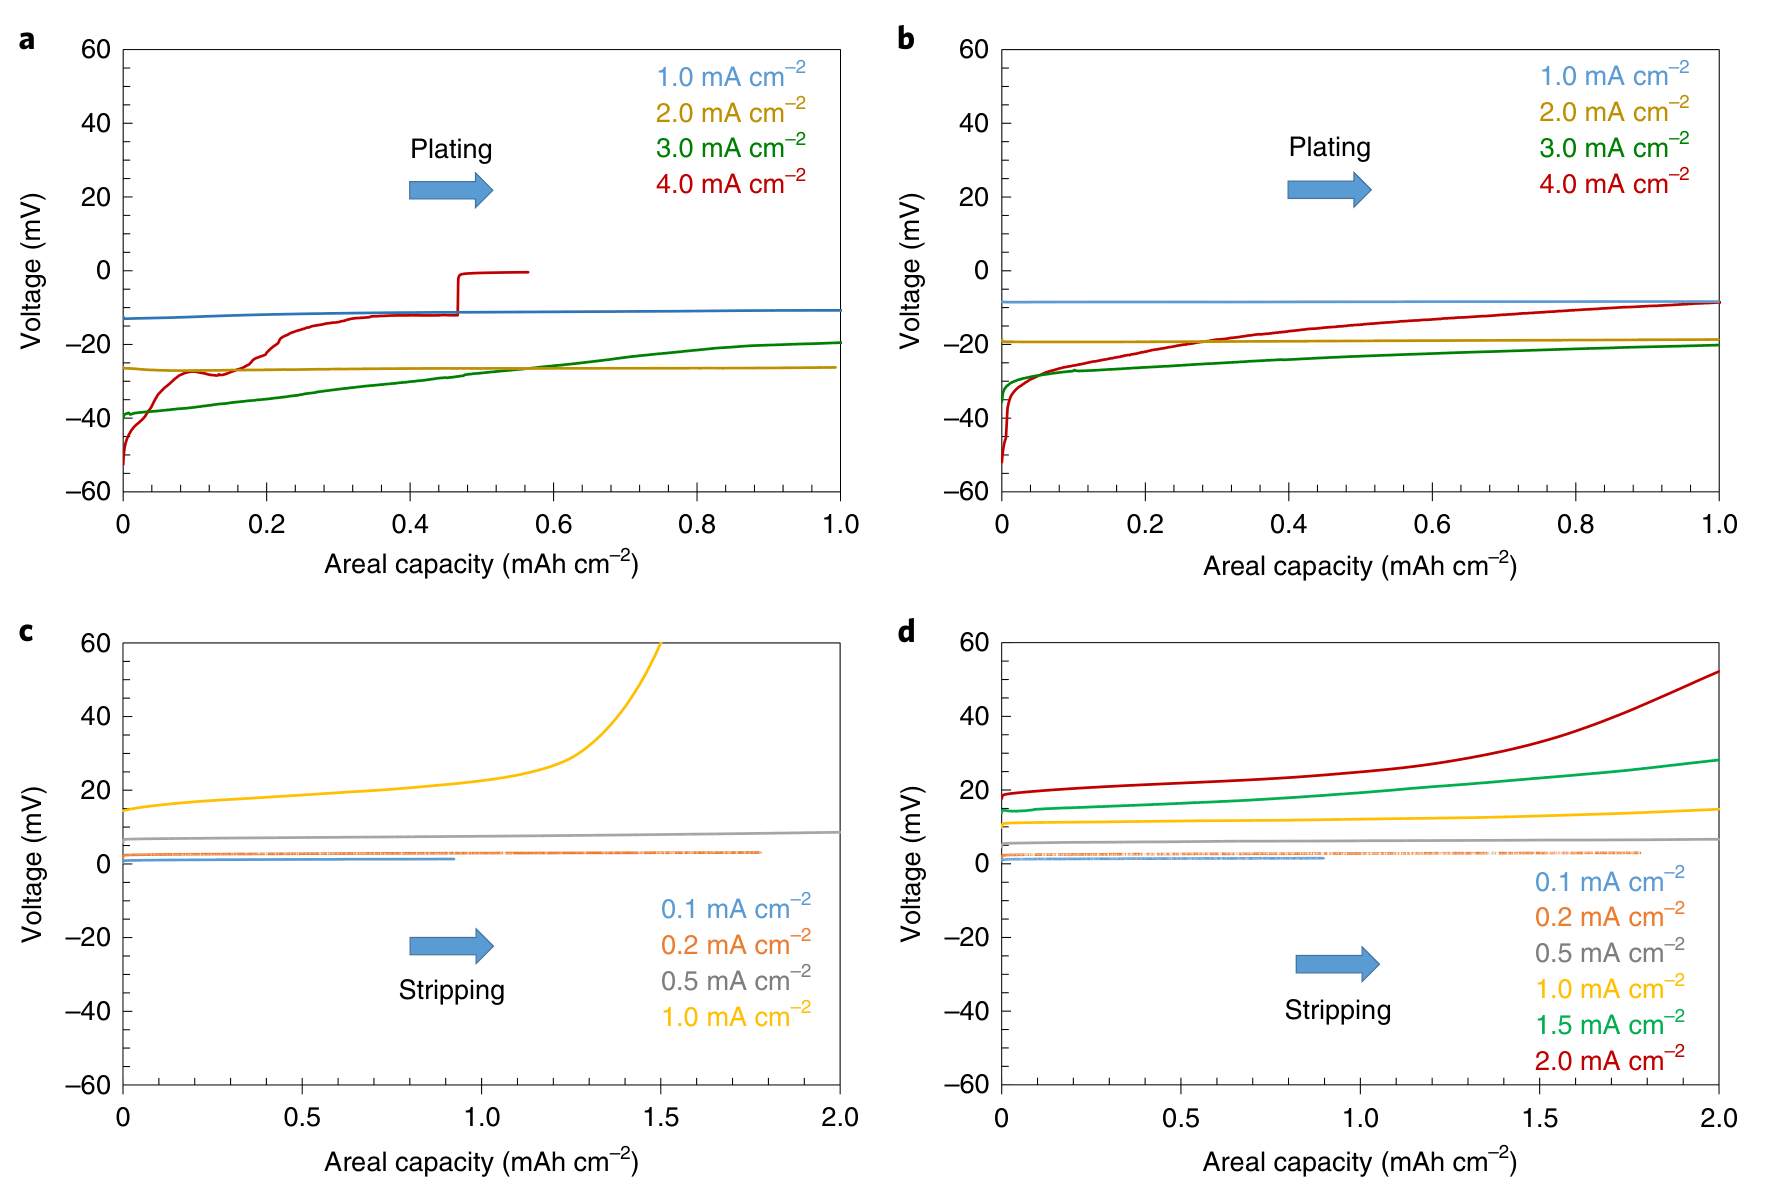 a
60
40
20
0
–20
–40
–60
Voltage (mV)
Plating
1.0 mA cm⁻²
2.0 mA cm⁻²
3.0 mA cm⁻²
4.0 mA cm⁻²
0 0.2 0.4 0.6 0.8 1.0
Areal capacity (mAh cm⁻²)
b
60
40
20
0
–20
–40
–60
Voltage (mV)
Plating
1.0 mA cm⁻²
2.0 mA cm⁻²
3.0 mA cm⁻²
4.0 mA cm⁻²
0 0.2 0.4 0.6 0.8 1.0
Areal capacity (mAh cm⁻²)
c
60
40
20
0
–20
–40
–60
Voltage (mV)
Stripping
0.1 mA cm⁻²
0.2 mA cm⁻²
0.5 mA cm⁻²
1.0 mA cm⁻²
0 0.5 1.0 1.5 2.0
Areal capacity (mAh cm⁻²)
d
60
40
20
0
–20
–40
–60
Voltage (mV)
Stripping
0.1 mA cm⁻²
0.2 mA cm⁻²
0.5 mA cm⁻²
1.0 mA cm⁻²
1.5 mA cm⁻²
2.0 mA cm⁻²
0 0.5 1.0 1.5 2.0
Areal capacity (mAh cm⁻²)